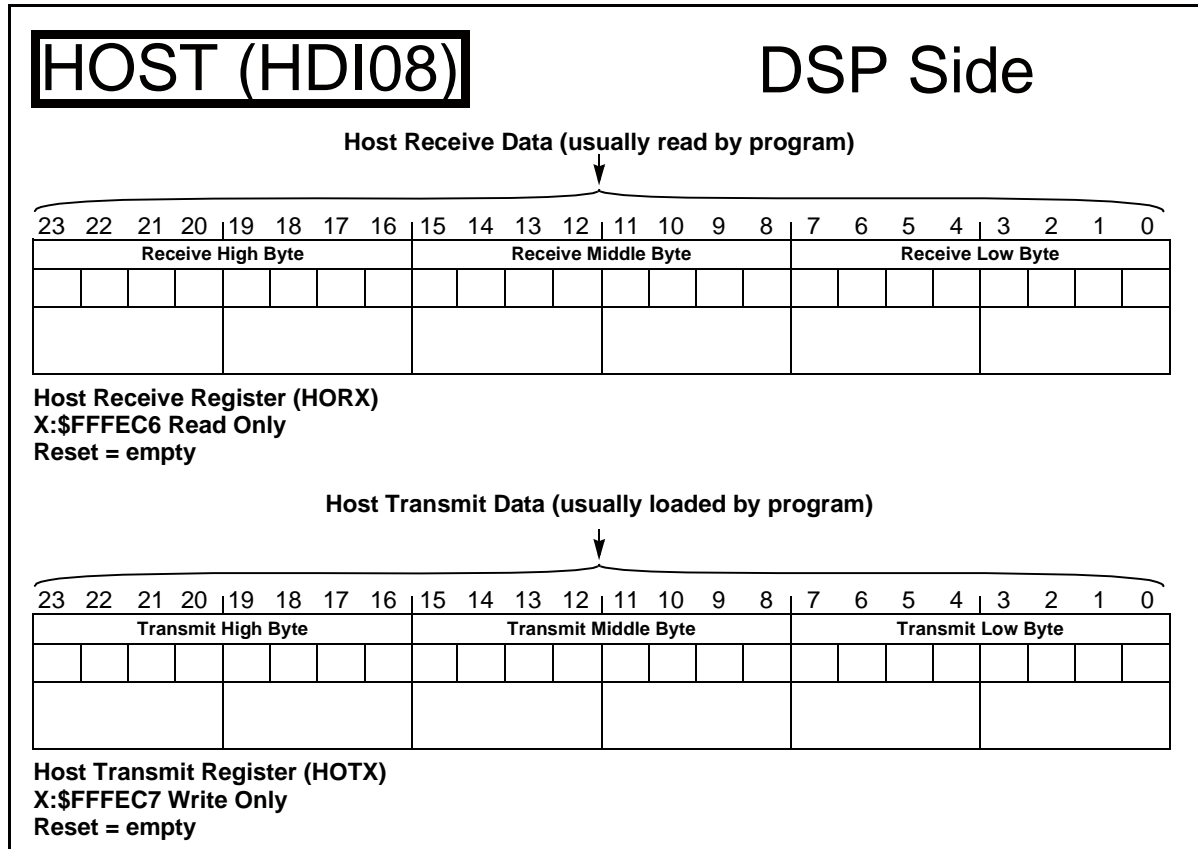 HOST (HDI08) DSP Side
Host Receive Data (usually read by program)
23 22 21 20 19 18 17 16 15 14 13 12 11 10 9 8 7 6 5 4 3 2 1 0
Receive High Byte Receive Middle Byte Receive Low Byte
Host Receive Register (HORX)
X:$FFFEC6 Read Only
Reset = empty
Host Transmit Data (usually loaded by program)
23 22 21 20 19 18 17 16 15 14 13 12 11 10 9 8 7 6 5 4 3 2 1 0
Transmit High Byte Transmit Middle Byte Transmit Low Byte
Host Transmit Register (HOTX)
X:$FFFEC7 Write Only
Reset = empty